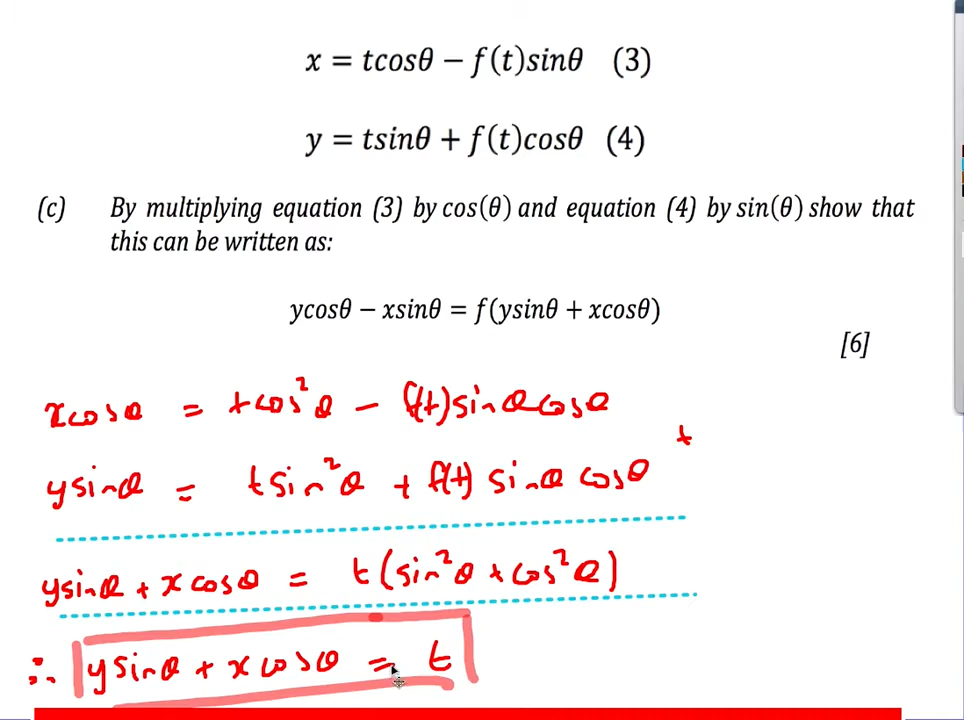 x = tcosθ − f(t)sinθ (3)
y = tsinθ + f(t)cosθ (4)
(c) By multiplying equation (3) by cos(θ) and equation (4) by sin(θ) show that
this can be written as:
ycosθ − xsinθ = f(ysinθ + xcosθ)
[6]
xcosθ = tcos²θ − f(t)sinθcosθ
+
ysinθ = tsin²θ + f(t) sinθ cosθ
ysinθ + xcosθ = t(sin²θ + cos²θ)
∴ ysinθ + xcosθ = t